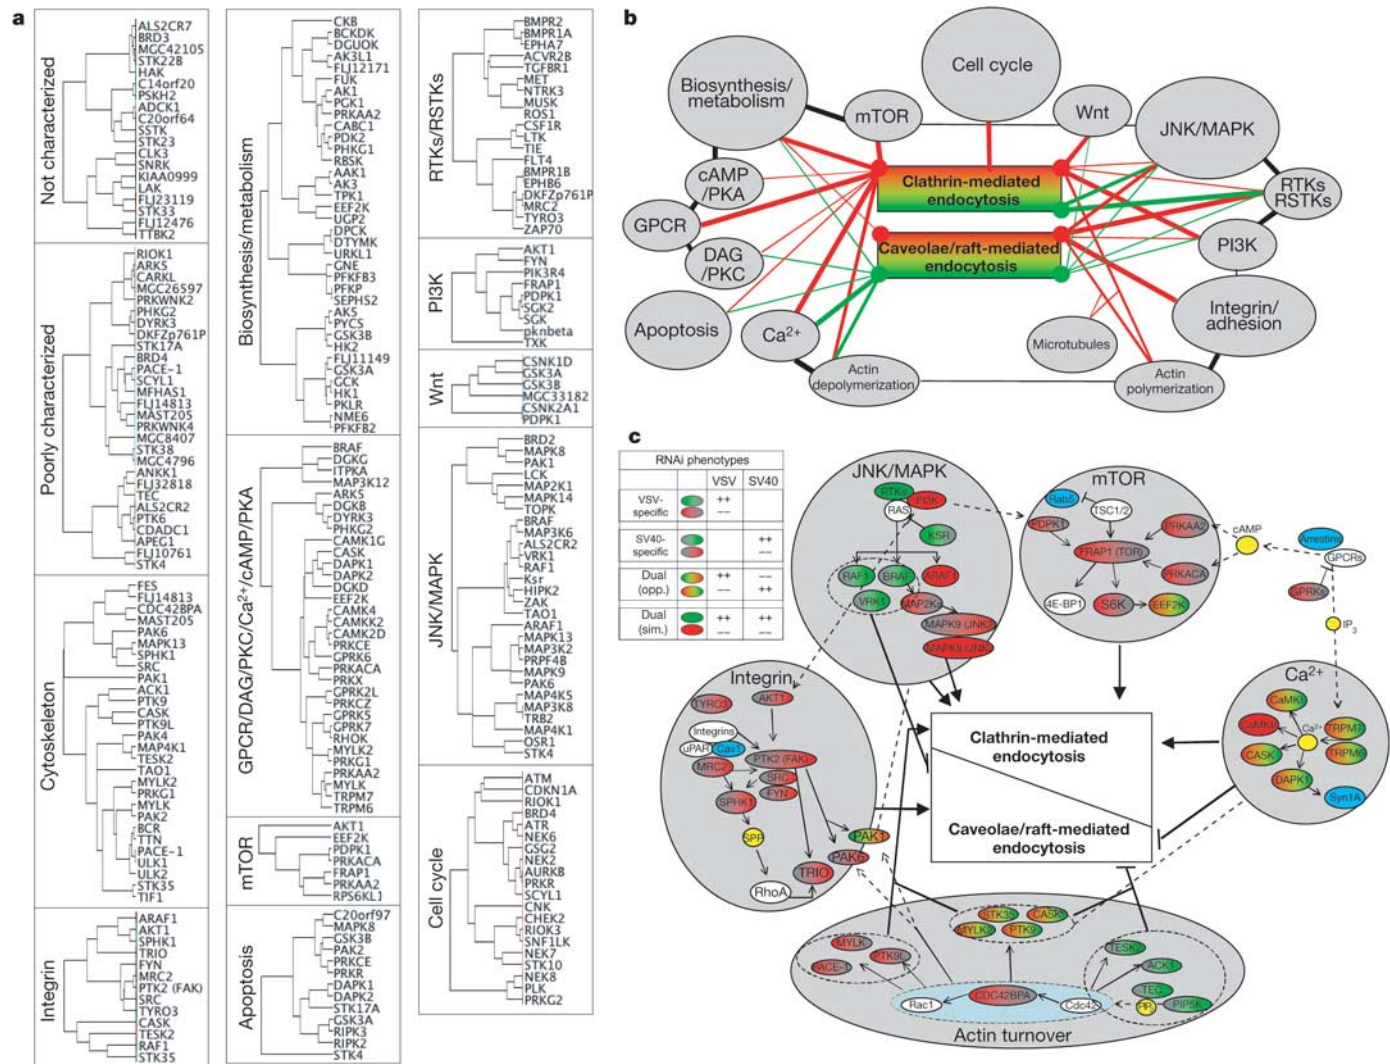 a
Not characterized
ALS2CR7
BRD3
MGC42105
STK22B
HAK
C14orf20
PSKH2
ADCK1
C20orf64
SSTK
STK23
CLK3
SNRK
KIAA0999
LAK
FLJ23119
STK33
FLJ12476
TTBK2
Poorly characterized
RIOK1
ARK5
CARKL
MGC26597
PRKWNK2
PHKG2
DYRK3
DKFZp761P
STK17A
BRD4
PACE-1
SCYL1
MFHAS1
FLJ14813
MAST205
PRKWNK4
MGC8407
STK38
MGC4796
ANKK1
FLJ32818
TEC
ALS2CR2
PTK6
CDADC1
APEG1
FLJ10761
STK4
Cytoskeleton
FES
FLJ14813
CDC42BPA
MAST205
PAK6
MAPK13
SPHK1
SRC
PAK1
ACK1
PTK9
CASK
PTK9L
PAK4
MAP4K1
TESK2
TAO1
MYLK2
PRKG1
MYLK
PAK2
BCR
TTN
PACE-1
ULK1
ULK2
STK35
TIF1
Integrin
ARAF1
AKT1
SPHK1
TRIO
FYN
MRC2
PTK2 (FAK)
SRC
TYRO3
CASK
TESK2
RAF1
STK35
Biosynthesis/metabolism
CKB
BCKDK
DGUOK
AK3L1
FLJ12171
FUK
AK1
PGK1
PRKAA2
CABC1
PDK2
PHKG1
RBSK
AAK1
AK3
TPK1
EEF2K
UGP2
DPCK
DTYMK
URKL1
GNE
PFKFB3
PFKP
SEPHS2
AK5
PYCS
GSK3B
HK2
FLJ11149
GSK3A
GCK
HK1
PKLR
NME6
PFKFB2
GPCR/DAG/PKC/Ca²⁺/cAMP/PKA
BRAF
DGKG
ITPKA
MAP3K12
ARK5
DGKB
DYRK3
PHKG2
CAMK1G
CASK
DAPK1
DAPK2
DGKD
EEF2K
CAMK4
CAMKK2
CAMK2D
PRKCE
GPRK6
PRKACA
PRKX
GPRK2L
PRKCZ
GPRK5
GPRK7
RHOK
MYLK2
PRKG1
PRKAA2
MYLK
TRPM7
TRPM6
mTOR
AKT1
EEF2K
PDPK1
PRKACA
FRAP1
PRKAA2
RPS6KL1
Apoptosis
C20orf97
MAPK8
GSK3B
PAK2
PRKCE
PRKR
DAPK1
DAPK2
STK17A
GSK3A
RIPK3
RIPK2
STK4
RTKs/RSTKs
BMPR2
BMPR1A
EPHA7
ACVR2B
TGFBR1
MET
NTRK3
MUSK
ROS1
CSF1R
LTK
TIE
FLT4
BMPR1B
EPHB6
DKFZp761P
MRC2
TYRO3
ZAP70
PI3K
AKT1
FYN
PIK3R4
FRAP1
PDPK1
SGK2
SGK
pknbeta
TXK
Wnt
CSNK1D
GSK3A
GSK3B
MGC33182
CSNK2A1
PDPK1
JNK/MAPK
BRD2
MAPK8
PAK1
LCK
MAP2K1
MAPK14
TOPK
BRAF
MAP3K6
ALS2CR2
VRK1
RAF1
Ksr
HIPK2
ZAK
TAO1
ARAF1
MAPK13
MAP3K2
PRPF4B
MAPK9
PAK6
MAP4K5
MAP3K8
TRB2
MAP4K1
OSR1
STK4
Cell cycle
ATM
CDKN1A
RIOK1
BRD4
ATR
NEK6
GSG2
NEK2
AURKB
PRKR
SCYL1
CNK
CHEK2
RIOK3
SNF1LK
NEK7
STK10
NEK8
PLK
PRKG2
b
Biosynthesis/
metabolism
mTOR
Cell cycle
Wnt
JNK/MAPK
cAMP
/PKA
RTKs
RSTKs
GPCR
PI3K
DAG
/PKC
Integrin/
adhesion
Apoptosis
Ca²⁺
Microtubules
Actin
depolymerization
Actin
polymerization
Clathrin-mediated
endocytosis
Caveolae/raft-mediated
endocytosis
c
RNAi phenotypes
VSV SV40
VSV-
specific
++
--
SV40-
specific
++
--
Dual
(opp.)
++ --
-- ++
Dual
(sim.)
++ ++
-- --
JNK/MAPK
RTKs
PI3K
RAS
KSR
RAF1
BRAF
ARAF1
VRK1
MAP2Ks
MAPK9 (JNK2)
MAPK8 (JNK)
mTOR
Rab5
TSC1/2
PDPK1
PRKAA2
FRAP1 (TOR)
PRKACA
4E-BP1
S6K
EEF2K
cAMP
Arrestins
GPCRs
GPRKs
IP3
Ca²⁺
CaMKI
CaMKII
Ca²⁺
TRPM7
TRPM6
CASK
DAPK1
Syn1A
Integrin
TYRO3
AKT1
Integrins
uPAR
Cav1
MRC2
PTK2 (FAK)
SRC
FYN
SPHK1
SPP
RhoA
TRIO
PAK1
PAK6
Clathrin-mediated
endocytosis
Caveolae/raft-mediated
endocytosis
STK35
CASK
MYLK2
PTK9
MYLK
PTK9L
PACE-1
TESK2
ACK1
TEC
PIP5K
PIP
Rac1
CDC42BPA
Cdc42
Actin turnover